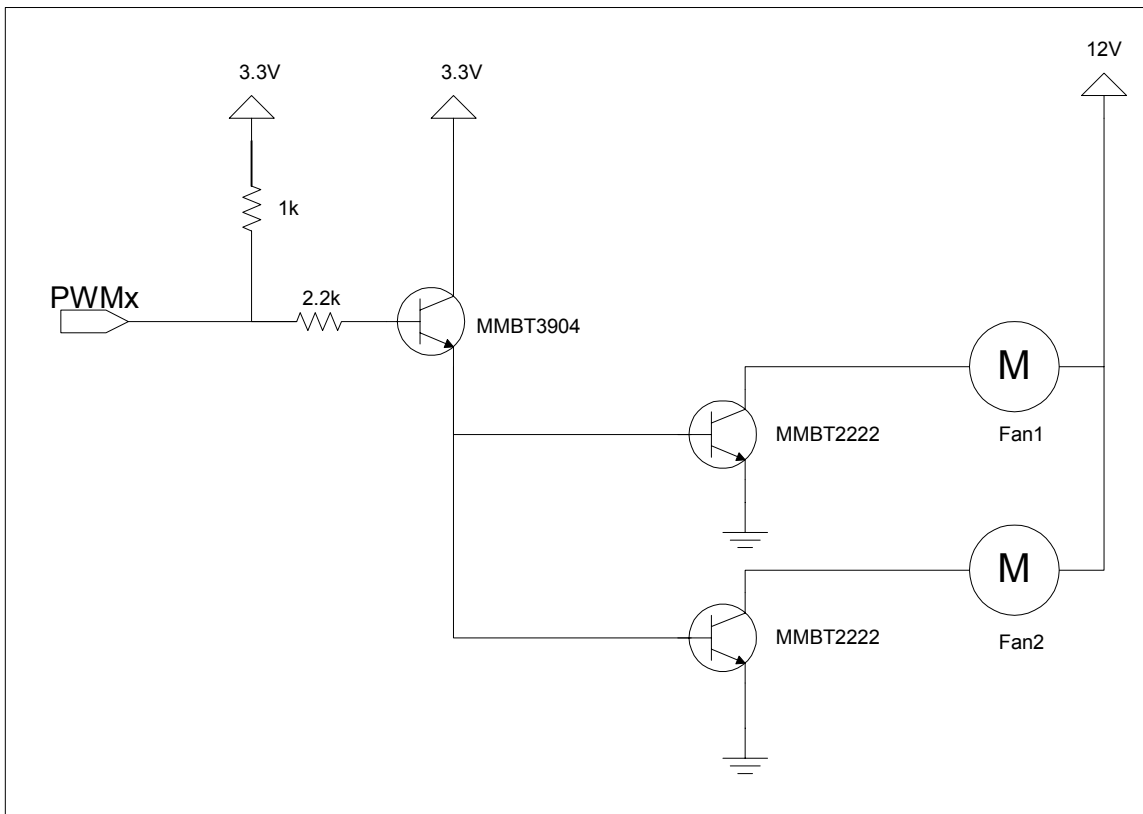 3.3V
3.3V
12V
1k
PWMx
2.2k
MMBT3904
M
MMBT2222
Fan1
M
MMBT2222
Fan2